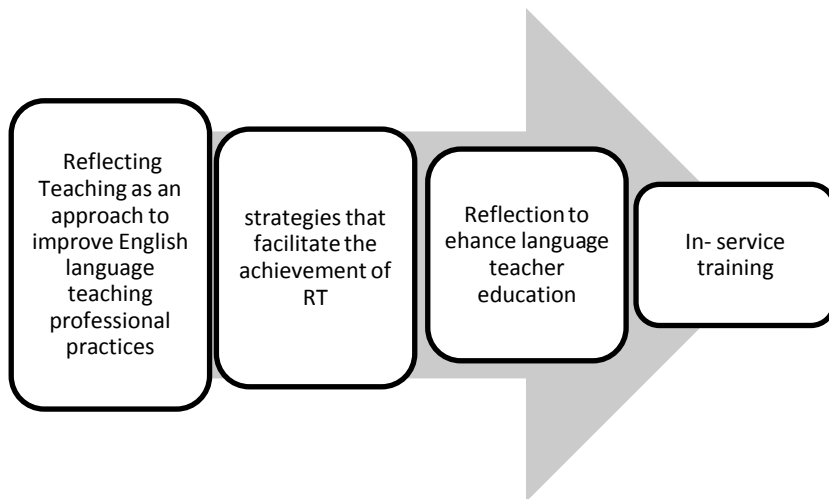 Reflecting
Teaching as an
approach to
improve English
language
teaching
professional
practices
strategies that
facilitate the
achievement of
RT
Reflection to
ehance language
teacher
education
In- service
training